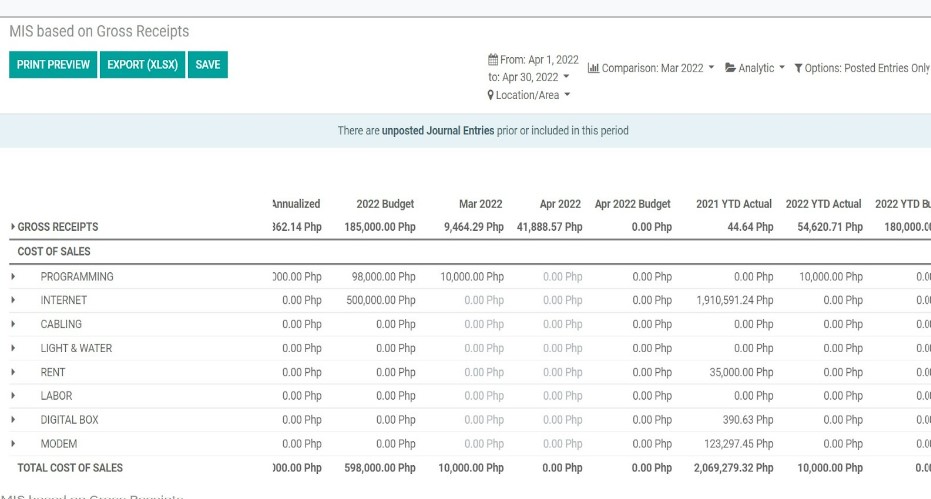 MIS based on Gross Receipts
PRINT PREVIEW EXPORT (XLSX) SAVE
From: Apr 1, 2022
to: Apr 30, 2022
Comparison: Mar 2022 Analytic Options: Posted Entries Only
Location/Area
There are unposted Journal Entries prior or included in this period
Annualized 2022 Budget Mar 2022 Apr 2022 Apr 2022 Budget 2021 YTD Actual 2022 YTD Actual 2022 YTD Bu
GROSS RECEIPTS 362.14 Php 185,000.00 Php 9,464.29 Php 41,888.57 Php 0.00 Php 44.64 Php 54,620.71 Php 180,000.00
COST OF SALES
PROGRAMMING 000.00 Php 98,000.00 Php 10,000.00 Php 0.00 Php 0.00 Php 0.00 Php 10,000.00 Php 0.00
INTERNET 0.00 Php 500,000.00 Php 0.00 Php 0.00 Php 0.00 Php 1,910,591.24 Php 0.00 Php 0.00
CABLING 0.00 Php 0.00 Php 0.00 Php 0.00 Php 0.00 Php 0.00 Php 0.00 Php 0.00
LIGHT & WATER 0.00 Php 0.00 Php 0.00 Php 0.00 Php 0.00 Php 0.00 Php 0.00 Php 0.00
RENT 0.00 Php 0.00 Php 0.00 Php 0.00 Php 0.00 Php 35,000.00 Php 0.00 Php 0.00
LABOR 0.00 Php 0.00 Php 0.00 Php 0.00 Php 0.00 Php 0.00 Php 0.00 Php 0.00
DIGITAL BOX 0.00 Php 0.00 Php 0.00 Php 0.00 Php 0.00 Php 390.63 Php 0.00 Php 0.00
MODEM 0.00 Php 0.00 Php 0.00 Php 0.00 Php 0.00 Php 123,297.45 Php 0.00 Php 0.00
TOTAL COST OF SALES 000.00 Php 598,000.00 Php 10,000.00 Php 0.00 Php 0.00 Php 2,069,279.32 Php 10,000.00 Php 0.00
MIS based on Gross Receipts